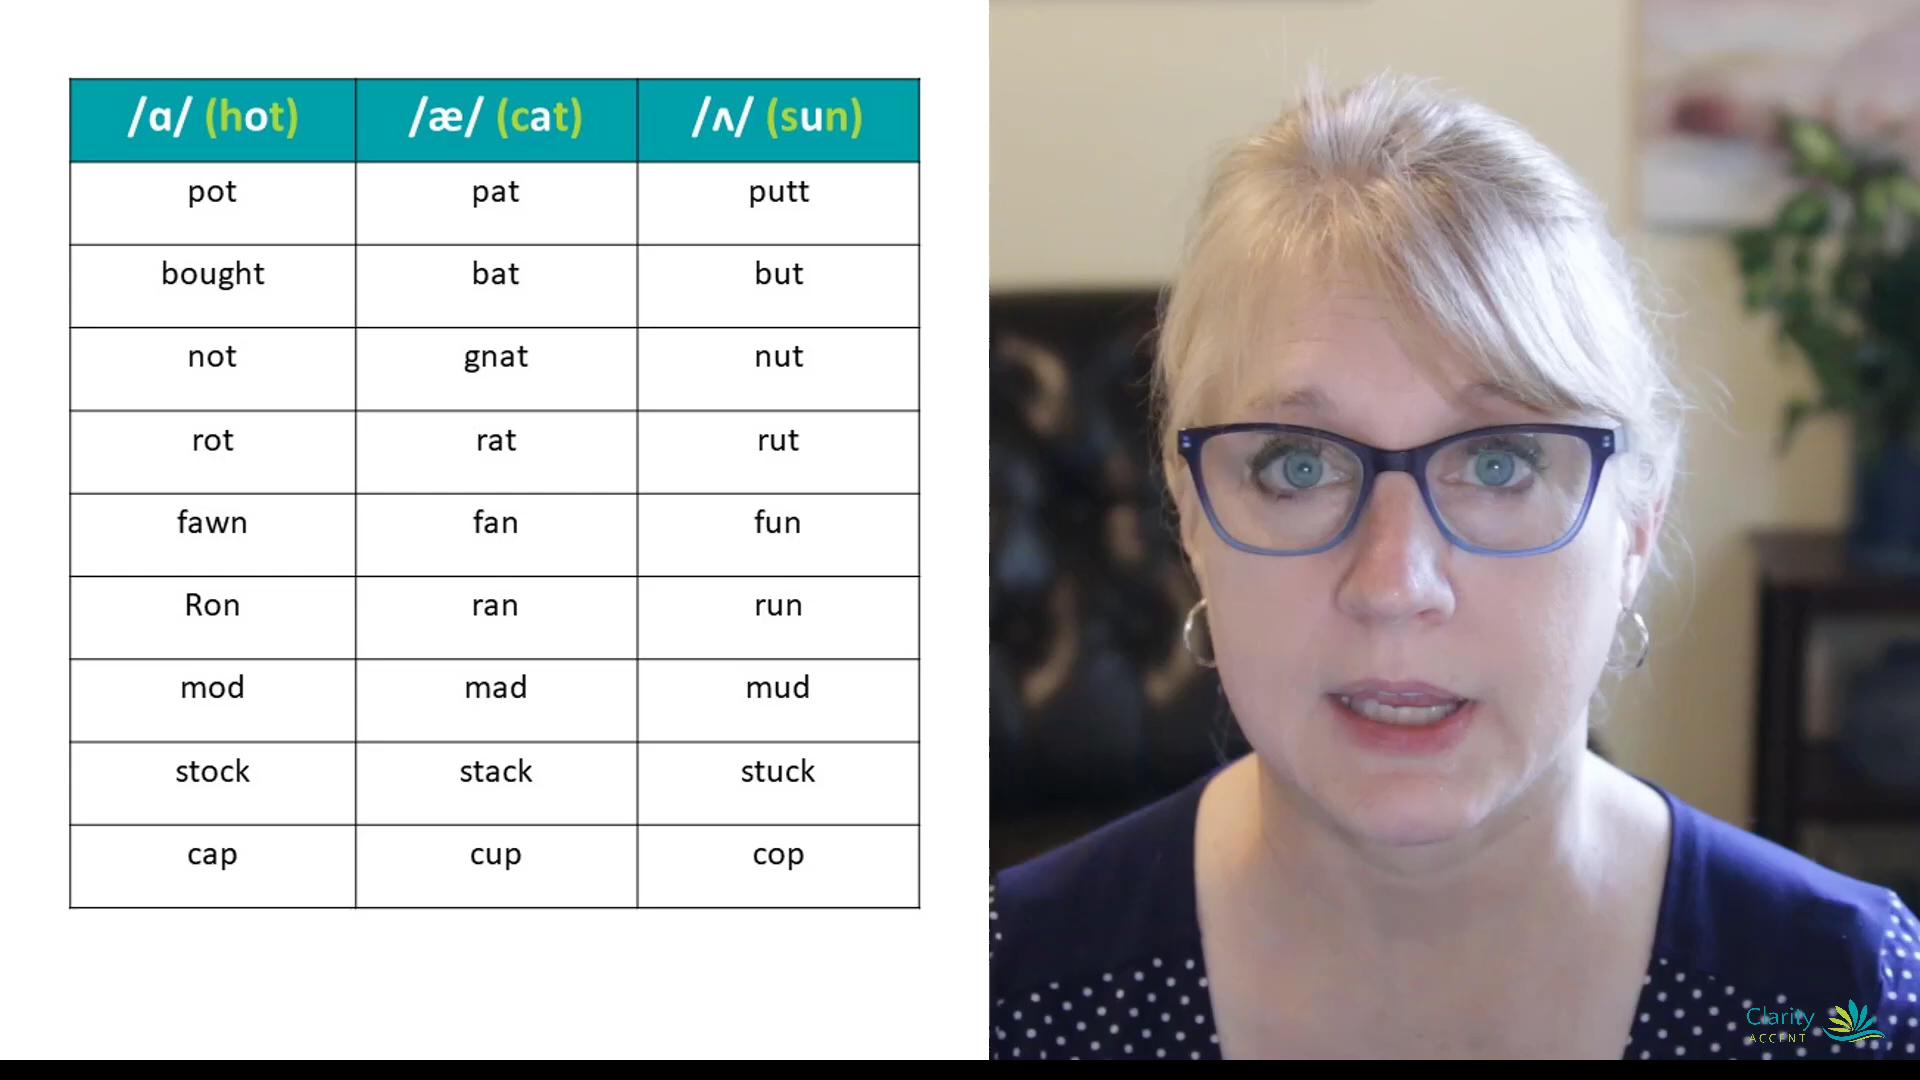 /ɑ/ (hot) /æ/ (cat) /ʌ/ (sun)
pot pat putt
bought bat but
not gnat nut
rot rat rut
fawn fan fun
Ron ran run
mod mad mud
stock stack stuck
cap cup cop
Clarity
ACCENT